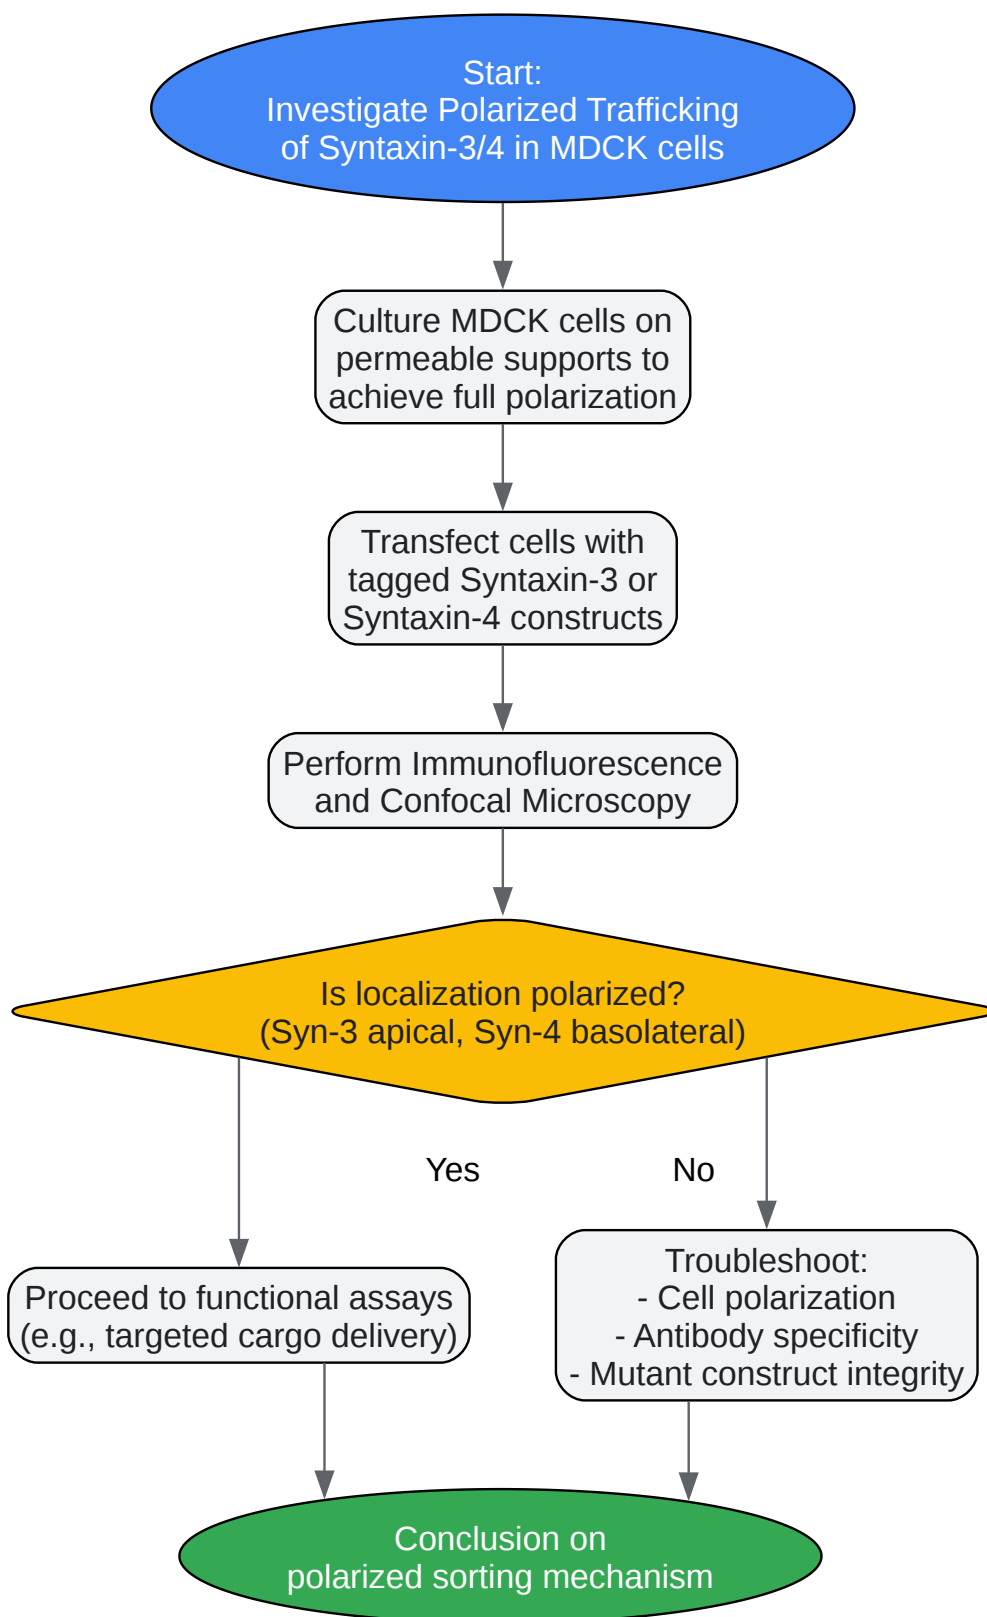 Start:
Investigate Polarized Trafficking
of Syntaxin-3/4 in MDCK cells
Culture MDCK cells on
permeable supports to
achieve full polarization
Transfect cells with
tagged Syntaxin-3 or
Syntaxin-4 constructs
Perform Immunofluorescence
and Confocal Microscopy
Is localization polarized?
(Syn-3 apical, Syn-4 basolateral)
Yes
No
Proceed to functional assays
(e.g., targeted cargo delivery)
Troubleshoot:
- Cell polarization
- Antibody specificity
- Mutant construct integrity
Conclusion on
polarized sorting mechanism